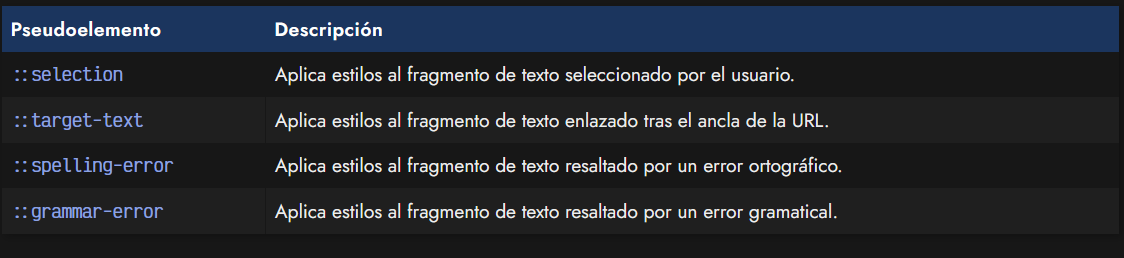 Pseudoelemento Descripción
::selection Aplica estilos al fragmento de texto seleccionado por el usuario.
::target-text Aplica estilos al fragmento de texto enlazado tras el ancla de la URL.
::spelling-error Aplica estilos al fragmento de texto resaltado por un error ortográfico.
::grammar-error Aplica estilos al fragmento de texto resaltado por un error gramatical.